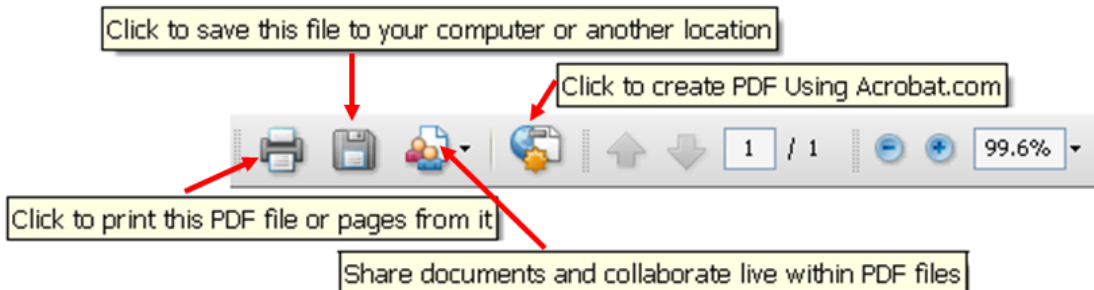 Click to save this file to your computer or another location
Click to create PDF Using Acrobat.com
1 / 1
99.6%
Click to print this PDF file or pages from it
Share documents and collaborate live within PDF files